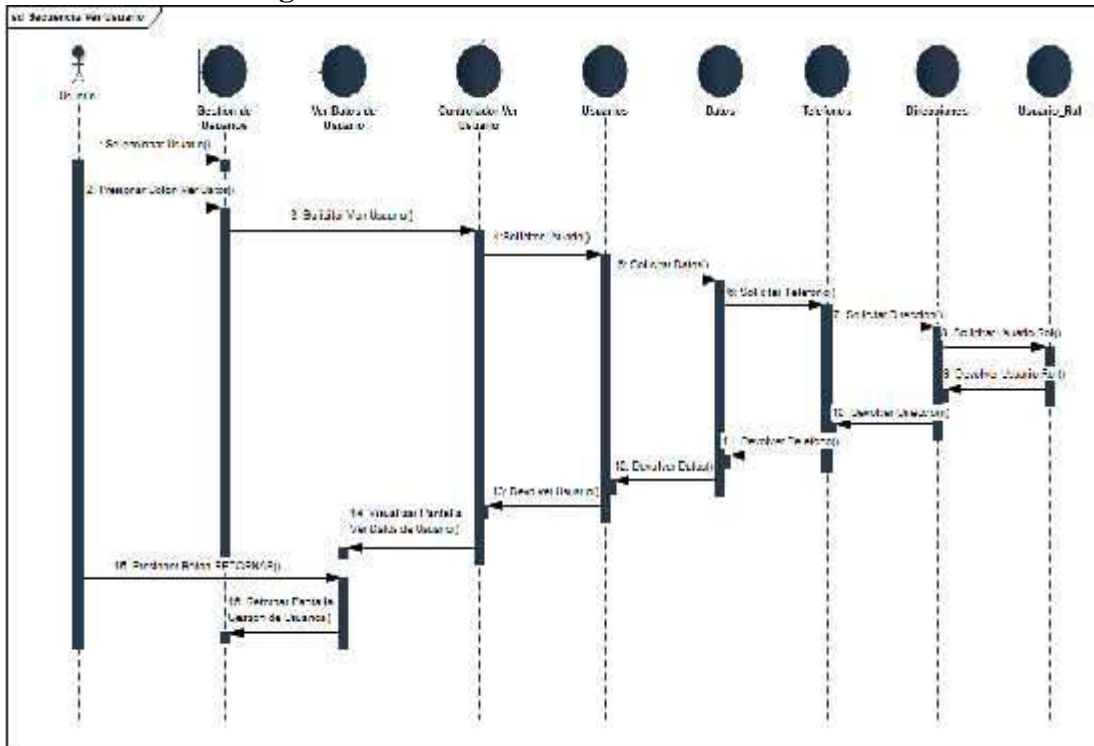 sd Secuencia Ver Usuario
Usuario
Gestion de
Usuarios
Ver Datos de
Usuario
Controlador Ver
Usuario
Usuarios
Datos
Telefonos
Direcciones
Usuario_Rol
1: Seleccionar Usuario()
2: Presionar Boton Ver Datos()
3: Solicitar Ver Usuario()
4: Solicitar Usuario()
5: Solicitar Datos()
6: Solicitar Telefono()
7: Solicitar Direccion()
8: Solicitar Usuario Rol()
9: Devolver Usuario Rol()
10: Devolver Direccion()
11: Devolver Telefono()
12: Devolver Datos()
13: Devolver Usuario()
14: Visualizar Pantalla
Ver Datos de Usuario()
15: Presionar Boton RETORNAR()
16: Retornar Pantalla
Gestion de Usuarios()